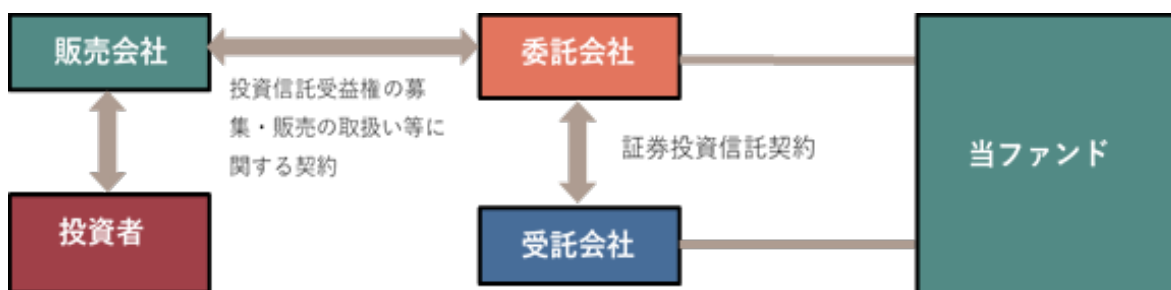 販売会社
委託会社
投資信託受益権の募
集・販売の取扱い等に
関する契約
証券投資信託契約
当ファンド
投資者
受託会社